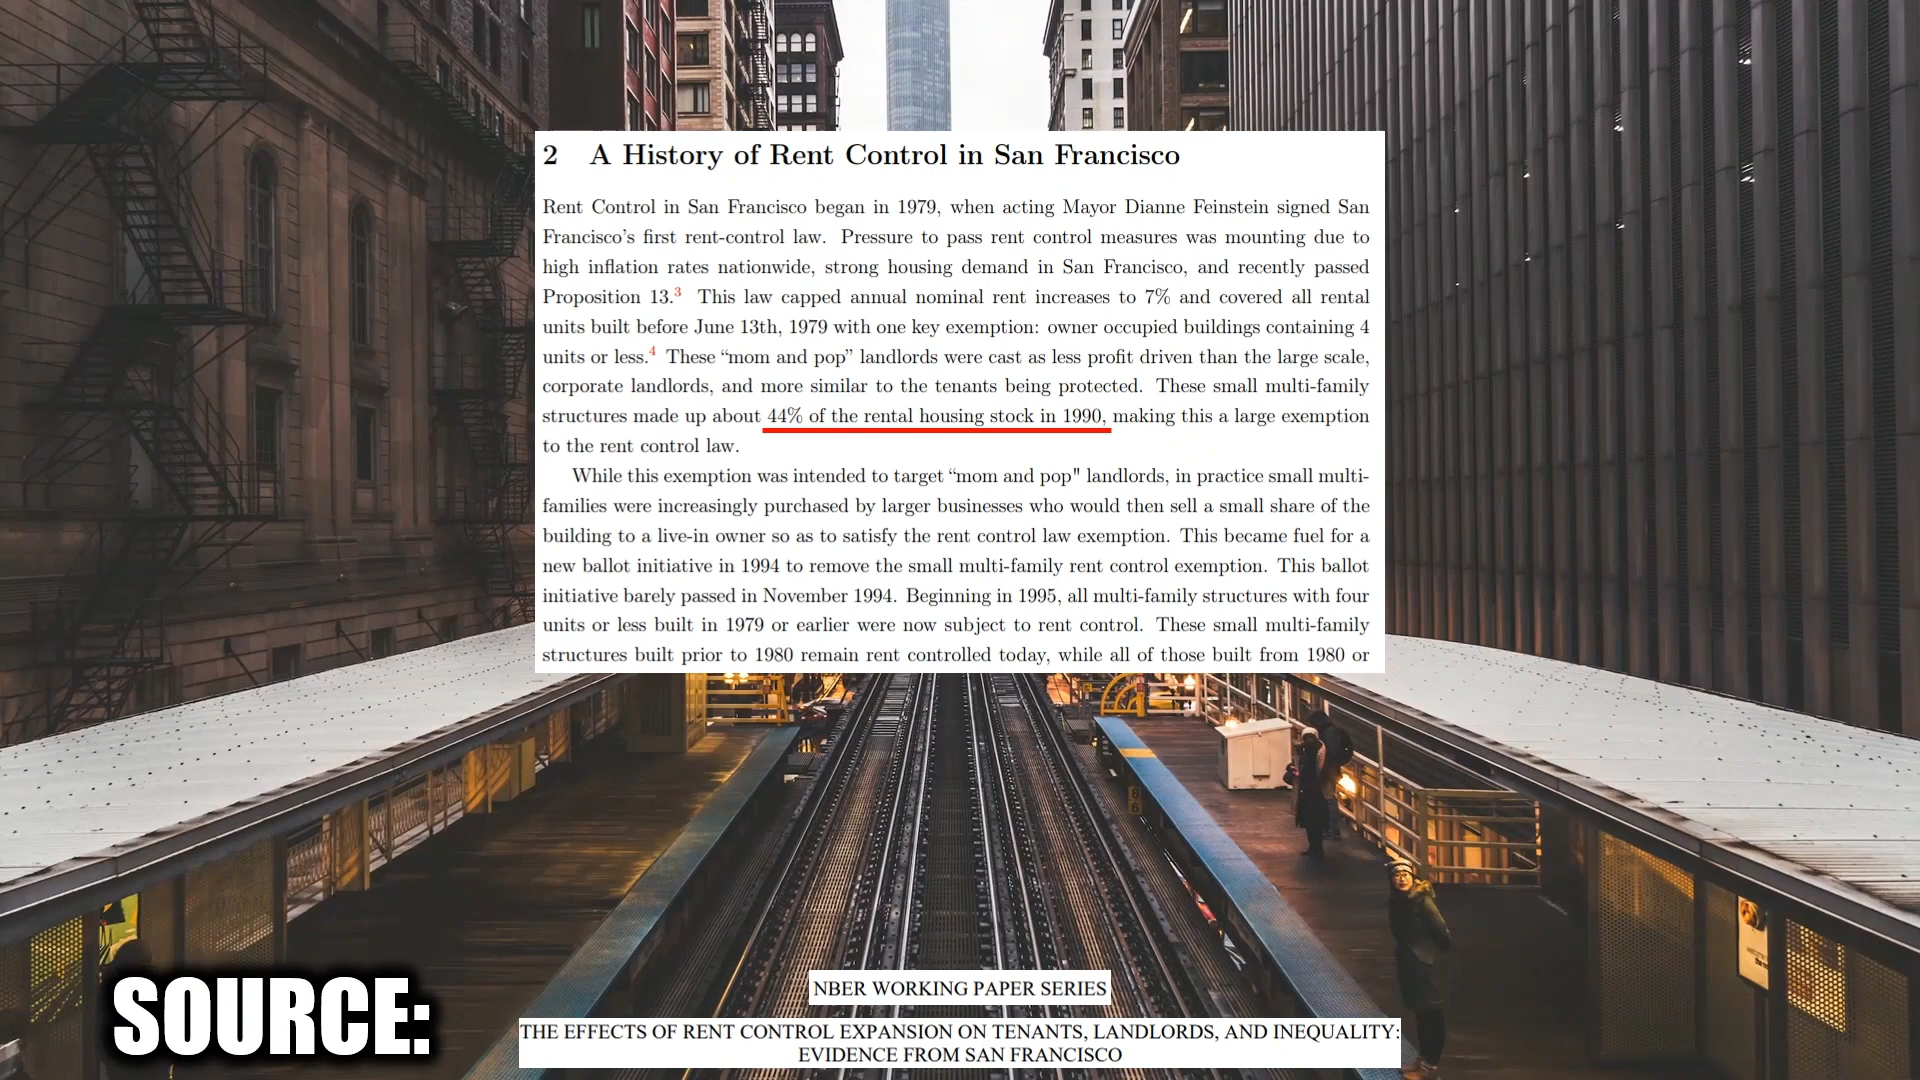 2 A History of Rent Control in San Francisco
Rent Control in San Francisco began in 1979, when acting Mayor Dianne Feinstein signed San
Francisco's first rent-control law. Pressure to pass rent control measures was mounting due to
high inflation rates nationwide, strong housing demand in San Francisco, and recently passed
Proposition 13.3 This law capped annual nominal rent increases to 7% and covered all rental
units built before June 13th, 1979 with one key exemption: owner occupied buildings containing 4
units or less.4 These “mom and pop” landlords were cast as less profit driven than the large scale,
corporate landlords, and more similar to the tenants being protected. These small multi-family
structures made up about 44% of the rental housing stock in 1990, making this a large exemption
to the rent control law.
While this exemption was intended to target “mom and pop" landlords, in practice small multi-
families were increasingly purchased by larger businesses who would then sell a small share of the
building to a live-in owner so as to satisfy the rent control law exemption. This became fuel for a
new ballot initiative in 1994 to remove the small multi-family rent control exemption. This ballot
initiative barely passed in November 1994. Beginning in 1995, all multi-family structures with four
units or less built in 1979 or earlier were now subject to rent control. These small multi-family
structures built prior to 1980 remain rent controlled today, while all of those built from 1980 or
SOURCE:
NBER WORKING PAPER SERIES
THE EFFECTS OF RENT CONTROL EXPANSION ON TENANTS, LANDLORDS, AND INEQUALITY:
EVIDENCE FROM SAN FRANCISCO